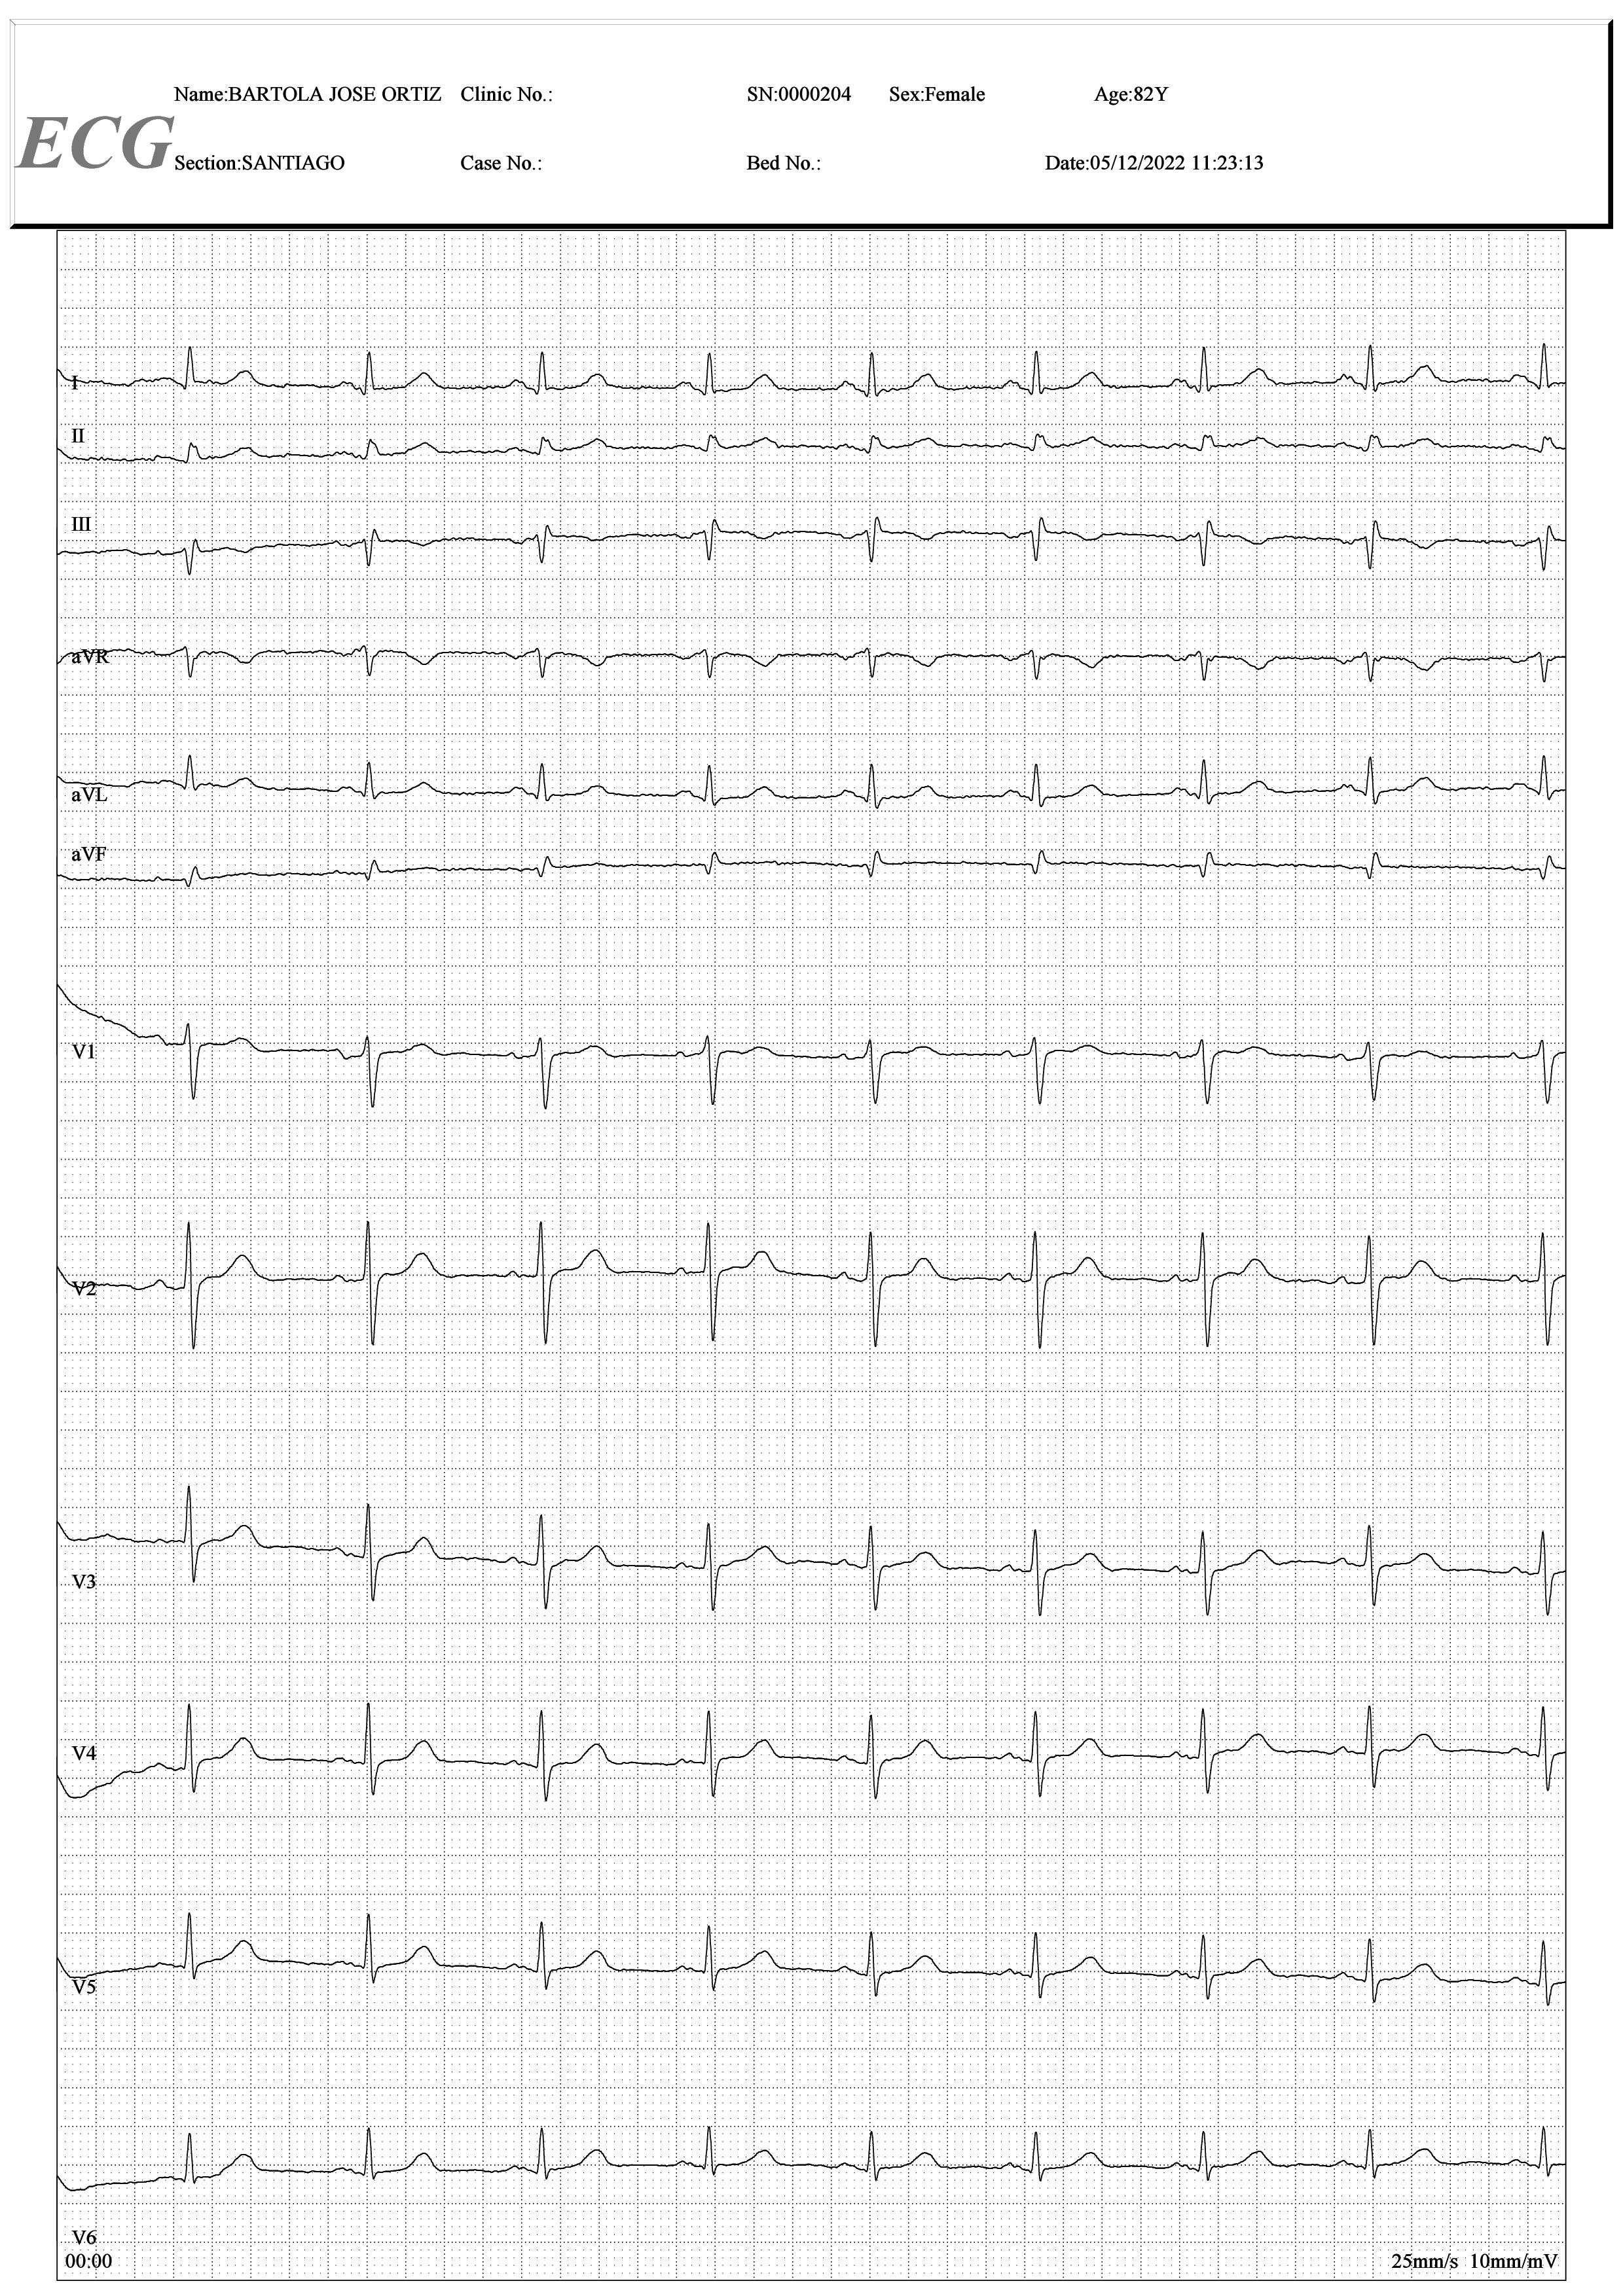 ECG
Name:BARTOLA JOSE ORTIZ Clinic No.: SN:0000204 Sex:Female Age:82Y
Section:SANTIAGO Case No.: Bed No.: Date:05/12/2022 11:23:13
I
II
III
aVR
aVL
aVF
V1
V2
V3
V4
V5
V6
00:00 25mm/s 10mm/mV